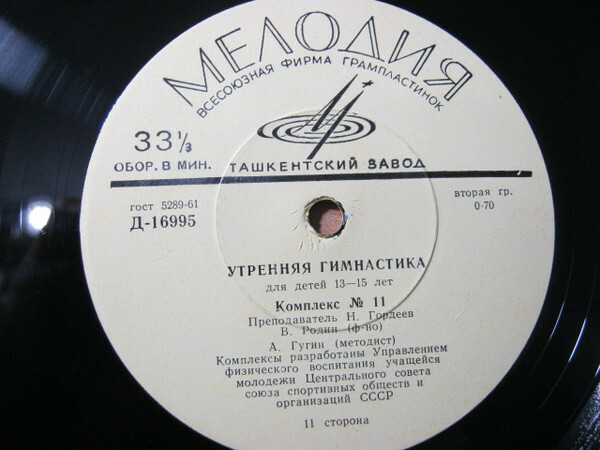 МЕЛОДИЯ
ВСЕСОЮЗНАЯ ФИРМА ГРАМПЛАСТИНОК
33⅓
ОБОР. В МИН.
ТАШКЕНТСКИЙ ЗАВОД
гост 5289-61
Д-16995
вторая гр.
0-70
УТРЕННЯЯ ГИМНАСТИКА
для детей 13—15 лет
Комплекс № 11
Преподаватель Н. Гордеев
В. Родин (ф-но)
А. Гугин (методист)
Комплексы разработаны Управлением
физического воспитания учащейся
молодежи Центрального совета
союза спортивных обществ и
организаций СССР
11 сторона